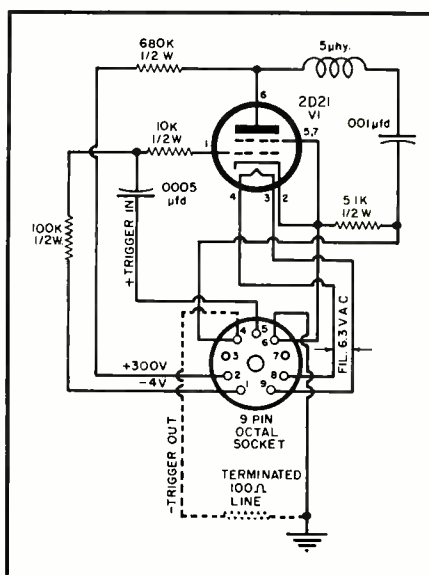 680K
1/2 W
5µhy.
6
2D21
V1
5,7
.001µfd
10K
1/2W
1
4
3
2
.0005
µfd
51K
1/2 W
100K
1/2W
+TRIGGER IN
FIL. 6.3 V AC
4
5
6
3
7
+300V
2
8
-4V
1
9
9 PIN
OCTAL
SOCKET
-TRIGGER OUT
TERMINATED
100Ω
LINE